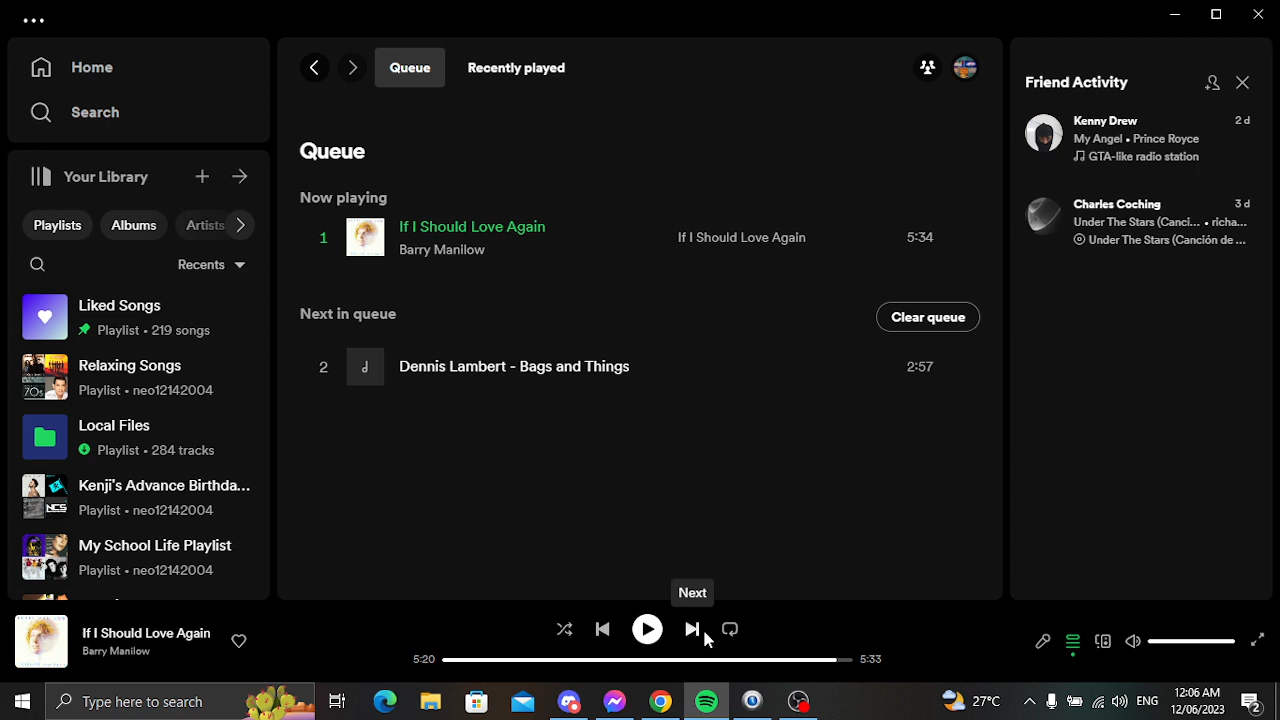 Home
Search
Your Library
Playlists
Albums
Artists
Recents
Liked Songs
Playlist • 219 songs
Relaxing Songs
Playlist • neo12142004
Local Files
Playlist • 284 tracks
Kenji's Advance Birthda...
Playlist • neo12142004
My School Life Playlist
Playlist • neo12142004
Queue
Recently played
Queue
Now playing
1
If I Should Love Again
Barry Manilow
If I Should Love Again
5:34
Next in queue
Clear queue
2
Dennis Lambert - Bags and Things
2:57
Friend Activity
Kenny Drew
2 d
My Angel • Prince Royce
GTA-like radio station
Charles Coching
3 d
Under The Stars (Canci... • richa...
Under The Stars (Canción de ...
Next
If I Should Love Again
Barry Manilow
5:20
5:33
Type here to search
27°C
ENG
12:06 AM
12/06/2023
2
70s
NCS